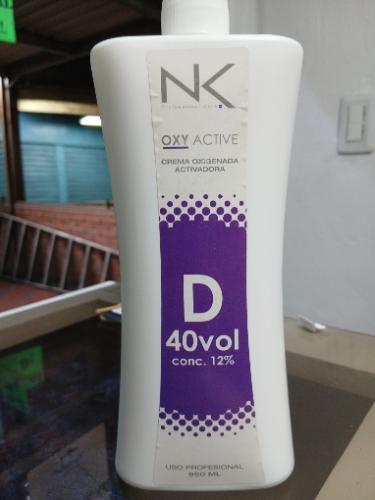 NK
OXY ACTIVE
CREMA OXIGENADA
ACTIVADORA
D
40vol
conc. 12%
USO PROFESIONAL
950 ML